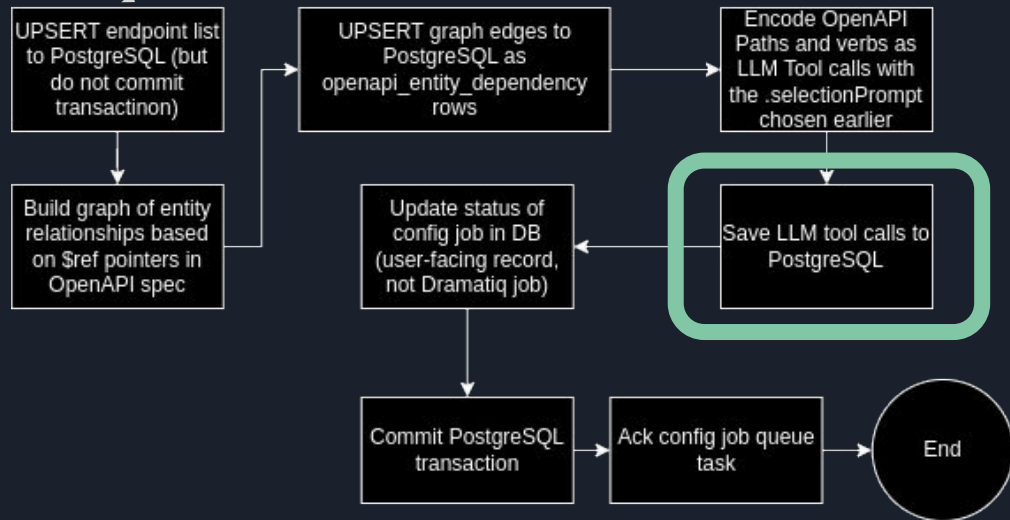 UPSERT endpoint list
to PostgreSQL (but
do not commit
transactinon)
UPSERT graph edges to
PostgreSQL as
openapi_entity_dependency
rows
Encode OpenAPI
Paths and verbs as
LLM Tool calls with
the .selectionPrompt
chosen earlier
Build graph of entity
relationships based
on $ref pointers in
OpenAPI spec
Update status of
config job in DB
(user-facing record,
not Dramatiq job)
Save LLM tool calls to
PostgreSQL
Commit PostgreSQL
transaction
Ack config job queue
task
End